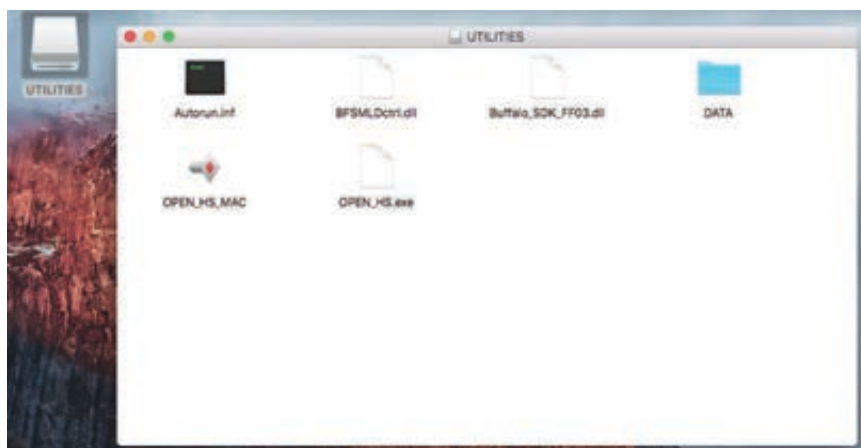 UTILITIES
UTILITIES
Autorun.inf
BFSMLDctrl.dll
Buffalo_SDK_FF03.dll
DATA
OPEN_HS_MAC
OPEN_HS.exe